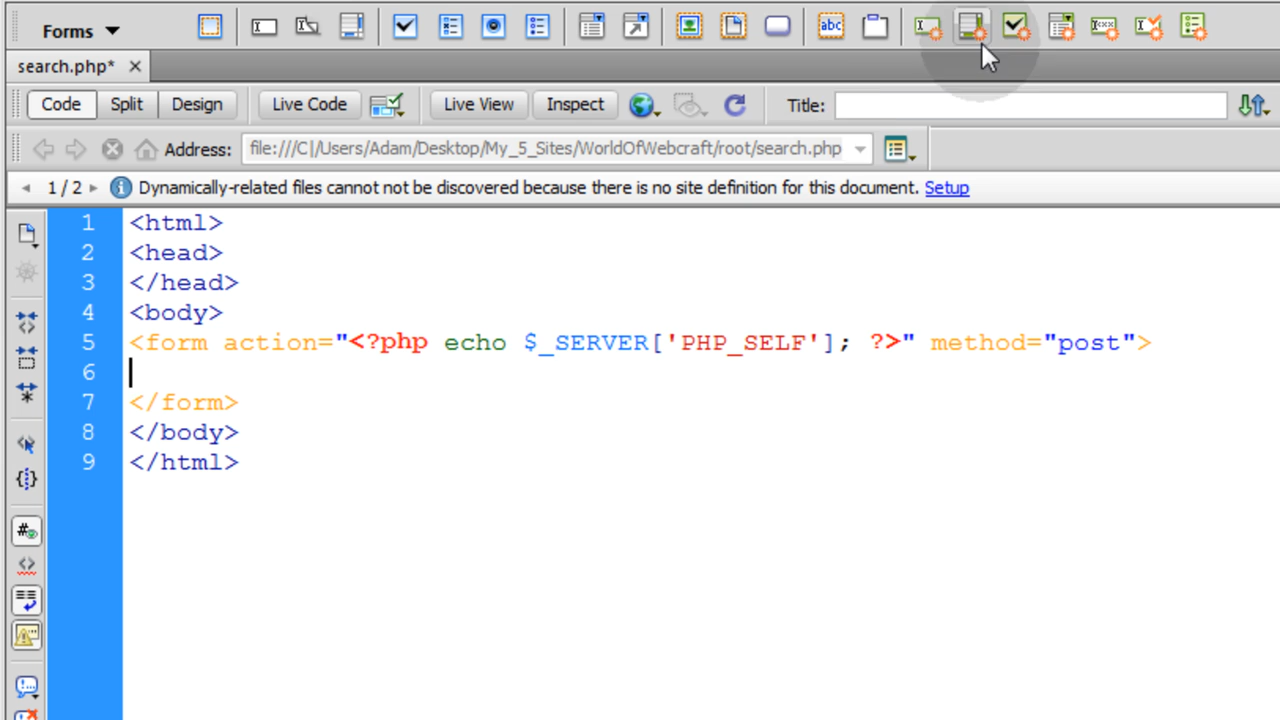 Forms
abc
search.php*
Code Split Design Live Code Live View Inspect Title:
Address: file:///C|/Users/Adam/Desktop/My_5_Sites/WorldOfWebcraft/root/search.php
1 / 2 Dynamically-related files cannot not be discovered because there is no site definition for this document. Setup
1 <html>
2 <head>
3 </head>
4 <body>
5 <form action="<?php echo $_SERVER['PHP_SELF']; ?>" method="post">
6
7 </form>
8 </body>
9 </html>